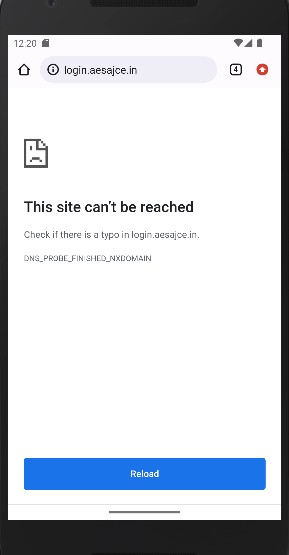 12:20
login.aesajce.in
4
This site can't be reached
Check if there is a typo in login.aesajce.in.
DNS_PROBE_FINISHED_NXDOMAIN
Reload